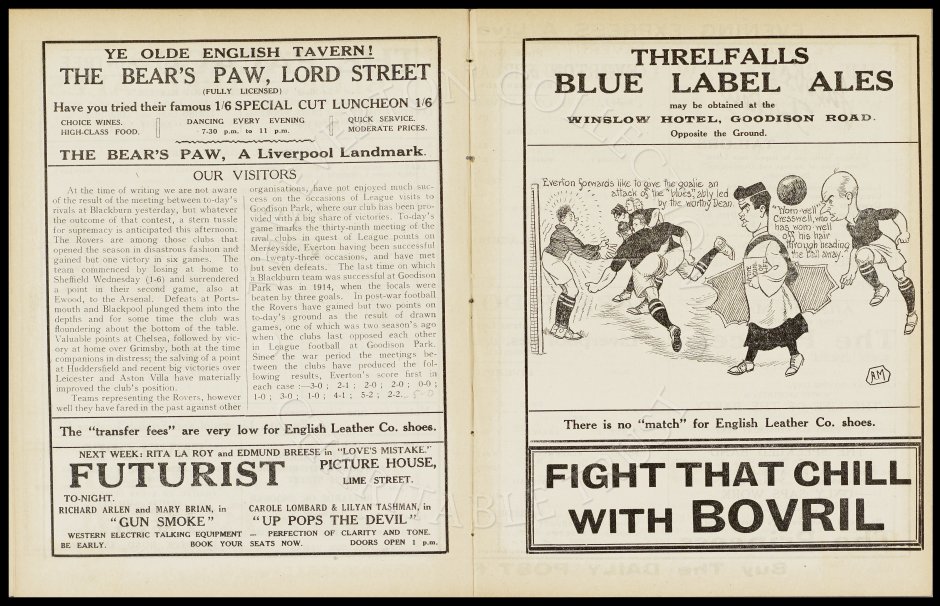 YE OLDE ENGLISH TAVERN!
THE BEAR'S PAW, LORD STREET
(FULLY LICENSED)
Have you tried their famous 1/6 SPECIAL CUT LUNCHEON 1/6
CHOICE WINES.
HIGH-CLASS FOOD.
DANCING EVERY EVENING
7-30 p.m. to 11 p.m.
QUICK SERVICE.
MODERATE PRICES.
THE BEAR'S PAW, A Liverpool Landmark.
OUR VISITORS
At the time of writing we are not aware
of the result of the meeting between to-day's
rivals at Blackburn yesterday, but whatever
the outcome of that contest, a stern tussle
for supremacy is anticipated this afternoon.
The Rovers are among those clubs that
opened the season in disastrous fashion and
gained but one victory in six games. The
team commenced by losing at home to
Sheffield Wednesday (1-6) and surrendered
a point in their second game, also at
Ewood, to the Arsenal. Defeats at Ports-
mouth and Blackpool plunged them into the
depths and for some time the club was
floundering about the bottom of the table.
Valuable points at Chelsea, followed by vic-
ory at home over Grimsby, both at the time
companions in distress; the salving of a point
at Huddersfield and recent big victories over
Leicester and Aston Villa have materially
improved the club's position.
Teams representing the Rovers, however
well they have fared in the past against other
organisations, have not enjoyed much suc-
cess on the occasions of League visits to
Goodison Park, where our club has been pro-
vided with a big share of victories. To-day's
game marks the thirty-ninth meeting of the
rival clubs in quest of League points on
Merseyside, Everton having been successful
on twenty-three occasions, and have met
but seven defeats. The last time on which
a Blackburn team was successful at Goodison
Park was in 1914, when the locals were
beaten by three goals. In post-war football
the Rovers have gained but two points on
to-day's ground as the result of drawn
games, one of which was two season's ago
when the clubs last opposed each other
in League football at Goodison Park.
Since the war period the meetings be-
tween the clubs have produced the fol-
lowing results, Everton's score first in
each case :—3-0 ; 2-1 ; 2-0 ; 2-0 ; 0-0 ;
1-0 ; 3-0 ; 1-0 ; 4-1 ; 5-2 ; 2-2. 5-0
The "transfer fees" are very low for English Leather Co. shoes.
NEXT WEEK: RITA LA ROY and EDMUND BREESE in "LOVE'S MISTAKE."
FUTURIST
PICTURE HOUSE,
LIME STREET.
TO-NIGHT.
RICHARD ARLEN and MARY BRIAN, in
"GUN SMOKE"
CAROLE LOMBARD & LILYAN TASHMAN, in
"UP POPS THE DEVIL"
WESTERN ELECTRIC TALKING EQUIPMENT — PERFECTION OF CLARITY AND TONE.
BE EARLY. BOOK YOUR SEATS NOW. DOORS OPEN 1 p.m.
THRELFALLS
BLUE LABEL ALES
may be obtained at the
WINSLOW HOTEL, GOODISON ROAD.
Opposite the Ground.
Everton forwards like to give the goalie an
attack of the "blues", ably led
by the worthy Dean
"Worn-well"
Cresswell, who
has worn-well
off his hair
through heading
the ball away.
AM
There is no "match" for English Leather Co. shoes.
FIGHT THAT CHILL
WITH BOVRIL